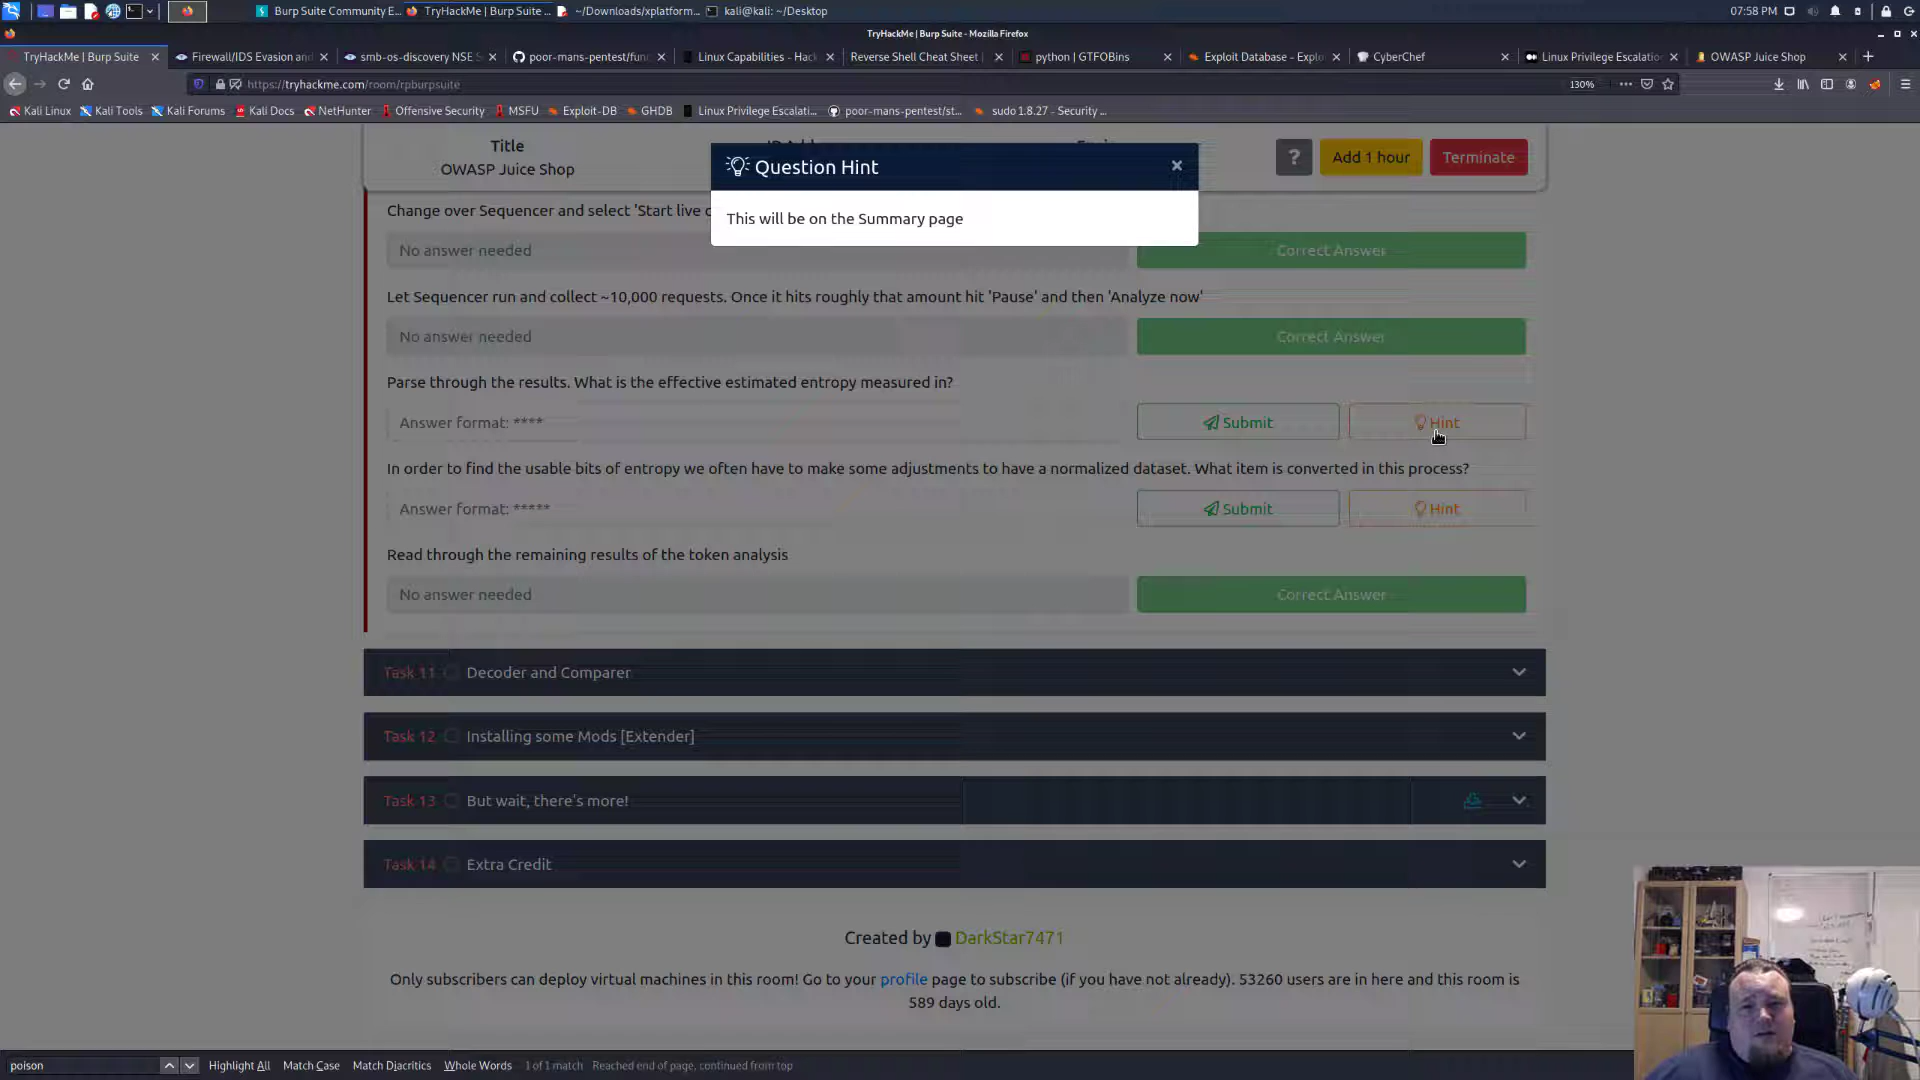 Burp Suite Community E...
TryHackMe | Burp Suite ...
~/Downloads/xplatform...
kali@kali: ~/Desktop
07:58 PM
TryHackMe | Burp Suite - Mozilla Firefox
TryHackMe | Burp Suite
Firewall/IDS Evasion and
smb-os-discovery NSE S
poor-mans-pentest/fun
Linux Capabilities - Hac
Reverse Shell Cheat Sheet
python | GTFOBins
Exploit Database - Explo
CyberChef
Linux Privilege Escalatio
OWASP Juice Shop
https://tryhackme.com/room/rpburpsuite
130%
Kali Linux
Kali Tools
Kali Forums
Kali Docs
NetHunter
Offensive Security
MSFU
Exploit-DB
GHDB
Linux Privilege Escalati...
poor-mans-pentest/st...
sudo 1.8.27 - Security ...
Title
OWASP Juice Shop
?
Add 1 hour
Terminate
Question Hint
This will be on the Summary page
Change over Sequencer and select 'Start live c
No answer needed
Correct Answer
Let Sequencer run and collect ~10,000 requests. Once it hits roughly that amount hit 'Pause' and then 'Analyze now'
No answer needed
Correct Answer
Parse through the results. What is the effective estimated entropy measured in?
Answer format: ****
Submit
Hint
In order to find the usable bits of entropy we often have to make some adjustments to have a normalized dataset. What item is converted in this process?
Answer format: *****
Submit
Hint
Read through the remaining results of the token analysis
No answer needed
Correct Answer
Task 11
Decoder and Comparer
Task 12
Installing some Mods [Extender]
Task 13
But wait, there's more!
Task 14
Extra Credit
Created by DarkStar7471
Only subscribers can deploy virtual machines in this room! Go to your profile page to subscribe (if you have not already). 53260 users are in here and this room is
589 days old.
poison
Highlight All
Match Case
Match Diacritics
Whole Words
1 of 1 match
Reached end of page, continued from top